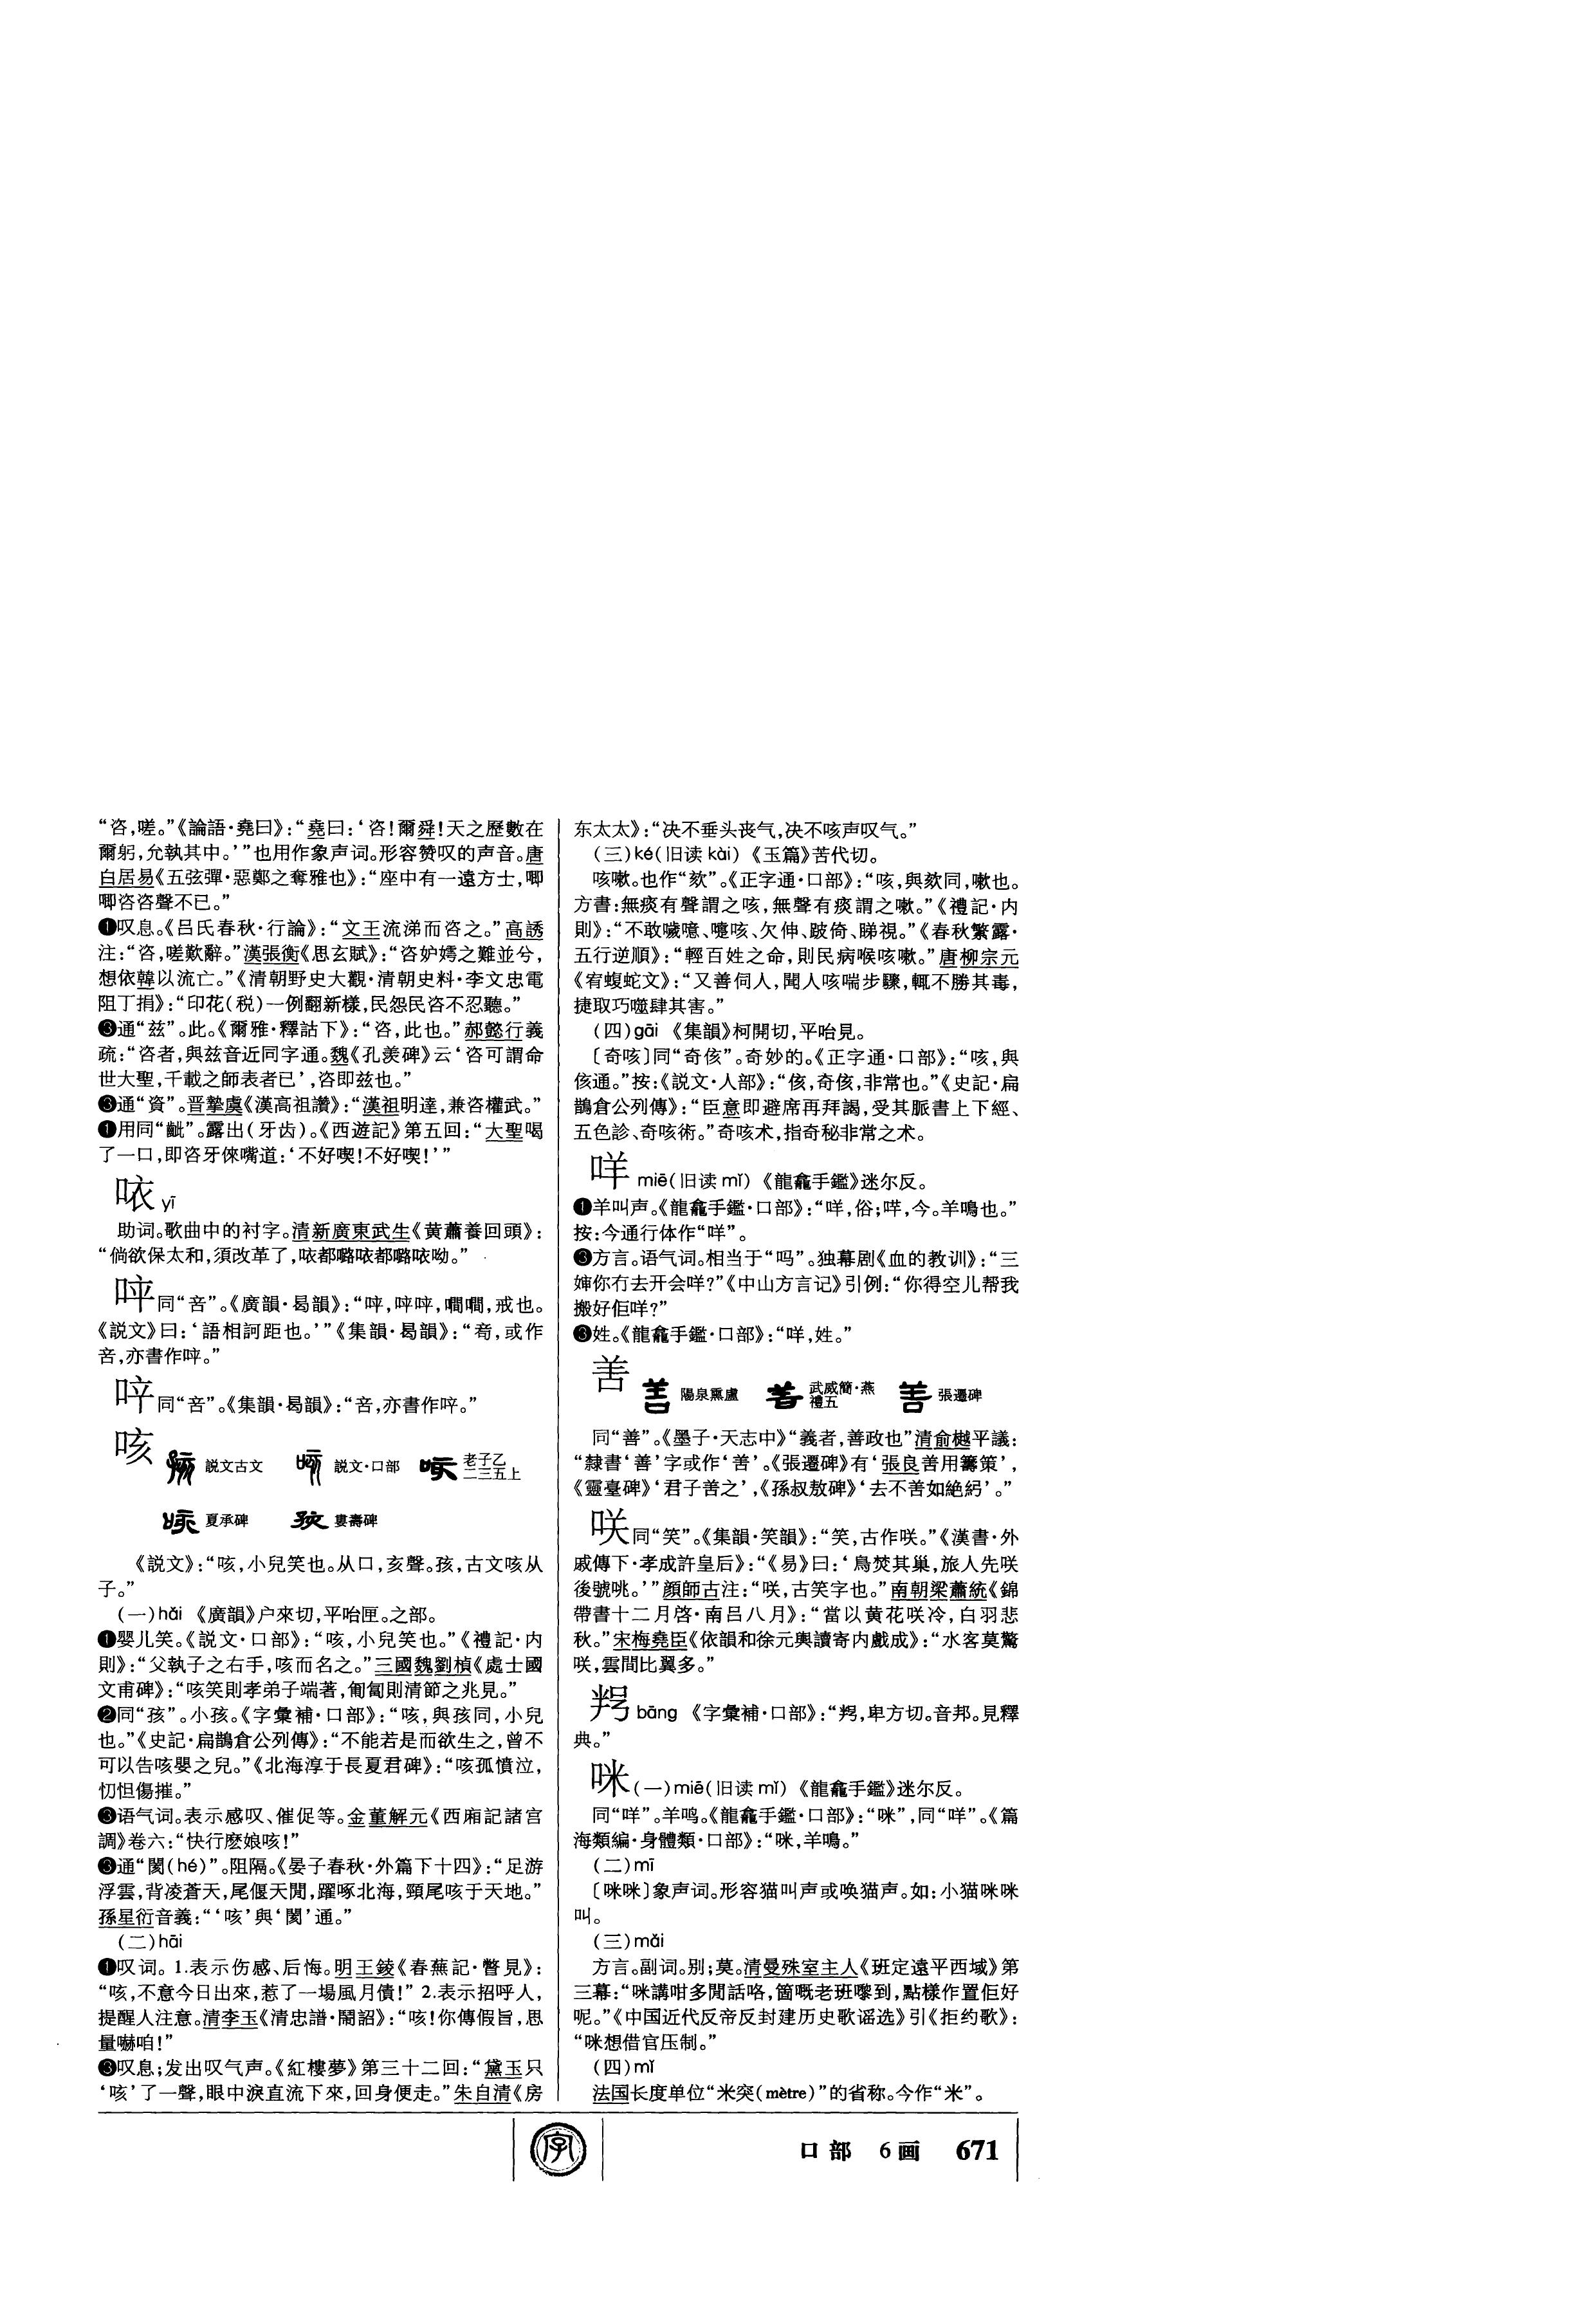 “咨,嗟。”《論語·堯曰》:“堯曰:‘咨!爾舜!天之歷數在
爾躬,允執其中。’”也用作象声词。形容赞叹的声音。唐
白居易《五弦彈·惡鄭之奪雅也》:“座中有一遠方士,唧
唧咨咨聲不已。”
❶叹息。《吕氏春秋·行論》:“文王流涕而咨之。”高誘
注:“咨,嗟歎辭。”漢張衡《思玄賦》:“咨妒嫮之難並兮,
想依韓以流亡。”《清朝野史大觀·清朝史料·李文忠電
阻丁捐》:“印花(税)一例翻新樣,民怨民咨不忍聽。”
❸通“兹”。此。《爾雅·釋詁下》:“咨,此也。”郝懿行義
疏:“咨者,與兹音近同字通。魏《孔羨碑》云‘咨可謂命
世大聖,千載之師表者已’,咨即兹也。”
❸通“資”。晋摯虞《漢高祖讚》:“漢祖明達,兼咨權武。”
❶用同“齜”。露出(牙齿)。《西遊記》第五回:“大聖喝
了一口,即咨牙倈嘴道:‘不好喫!不好喫!’”
㕈 yī
助词。歌曲中的衬字。清新廣東武生《黄蕭養回頭》:
“倘欲保太和,須改革了,咴都嚕咴都嚕咴呦。”
同“咅”。《廣韻·曷韻》:“啈,啈啈,嘞嘞,戒也。
《説文》曰:‘語相訶距也。’”《集韻·曷韻》:“咅,或作
咅,亦書作啈。”
同“咅”。《集韻·曷韻》:“咅,亦書作啐。”
咳 説文古文 説文·口部 老子乙
二三五上
夏承碑 婁壽碑
《説文》:“咳,小兒笑也。从口,亥聲。孩,古文咳从
子。”
(一)hái 《廣韻》户來切,平咍匣。之部。
❶婴儿笑。《説文·口部》:“咳,小兒笑也。”《禮記·内
則》:“父執子之右手,咳而名之。”三國魏劉楨《處士國
文甫碑》:“咳笑則孝弟子端著,匍匐則清節之兆見。”
❷同“孩”。小孩。《字彙補·口部》:“咳,與孩同,小兒
也。”《史記·扁鵲倉公列傳》:“不能若是而欲生之,曾不
可以告咳嬰之兒。”《北海淳于長夏君碑》:“咳孤憤泣,
忉怛傷摧。”
❸语气词。表示感叹、催促等。金董解元《西廂記諸宫
調》卷六:“快行麽娘咳!”
❸通“閡(hé)”。阻隔。《晏子春秋·外篇下十四》:“足游
浮雲,背凌蒼天,尾偃天閒,躍啄北海,頸尾咳于天地。”
孫星衍音義:“‘咳’與‘閡’通。”
(二)hāi
❶叹词。1.表示伤感、后悔。明王錂《春蕪記·瞥見》:
“咳,不意今日出來,惹了一場風月債!”2.表示招呼人,
提醒人注意。清李玉《清忠譜·鬧詔》:“咳!你傳假旨,思
量嚇咱!”
❸叹息;发出叹气声。《紅樓夢》第三十二回:“黛玉只
‘咳’了一聲,眼中淚直流下來,回身便走。”朱自清《房
东太太》:“决不垂头丧气,决不咳声叹气。”
(三)ké(旧读kài) 《玉篇》苦代切。
咳嗽。也作“欬”。《正字通·口部》:“咳,與欬同,嗽也。
方書:無痰有聲謂之咳,無聲有痰謂之嗽。”《禮記·内
則》:“不敢噦噫、嚏咳、欠伸、跛倚、睇視。”《春秋繁露·
五行逆順》:“輕百姓之命,則民病喉咳嗽。”唐柳宗元
《宥蝮蛇文》:“又善伺人,聞人咳喘步驟,輒不勝其毒,
捷取巧噬肆其害。”
(四)gāi 《集韻》柯開切,平咍見。
〔奇咳〕同“奇侅”。奇妙的。《正字通·口部》:“咳,與
侅通。”按:《説文·人部》:“侅,奇侅,非常也。”《史記·扁
鵲倉公列傳》:“臣意即避席再拜謁,受其脈書上下經、
五色診、奇咳術。”奇咳术,指奇秘非常之术。
咩 miē(旧读mǐ) 《龍龕手鑑》迷尔反。
❶羊叫声。《龍龕手鑑·口部》:“咩,俗;哶,今。羊鳴也。”
按:今通行体作“咩”。
❸方言。语气词。相当于“吗”。独幕剧《血的教训》:“三
婶你冇去开会咩?”《中山方言记》引例:“你得空儿帮我
搬好佢咩?”
❸姓。《龍龕手鑑·口部》:“咩,姓。”
陽泉熏盧 武威簡·燕
禮五 張遷碑
同“善”。《墨子·天志中》“義者,善政也”清俞樾平議:
“隸書‘善’字或作‘𠵊’。《張遷碑》有‘張良善用籌策’,
《靈臺碑》‘君子善之’,《孫叔敖碑》‘去不善如絶䋈’。”
咲 同“笑”。《集韻·笑韻》:“笑,古作咲。”《漢書·外
戚傳下·孝成許皇后》:“《易》曰:‘鳥焚其巢,旅人先咲
後號咷。’”顔師古注:“咲,古笑字也。”南朝梁蕭統《錦
帶書十二月啓·南吕八月》:“當以黄花咲冷,白羽悲
秋。”宋梅堯臣《依韻和徐元輿讀寄内戲成》:“水客莫驚
咲,雲間比翼多。”
bāng 《字彙補·口部》:“卑方切。音邦。見釋
典。”
咪 (一)miē(旧读mǐ) 《龍龕手鑑》迷尔反。
同“咩”。羊鸣。《龍龕手鑑·口部》:“咪”,同“咩”。《篇
海類編·身體類·口部》:“咪,羊鳴。”
(二)mī
〔咪咪〕象声词。形容猫叫声或唤猫声。如:小猫咪咪
叫。
(三)mǎi
方言。副词。别;莫。清曼殊室主人《班定遠平西域》第
三幕:“咪講咁多閒話咯,箇嘅老班嚟到,點樣作置佢好
呢。”《中国近代反帝反封建历史歌谣选》引《拒约歌》:
“咪想借官压制。”
(四)mǐ
法国长度单位“米突(mètre)”的省称。今作“米”。
字
口部 6画 671